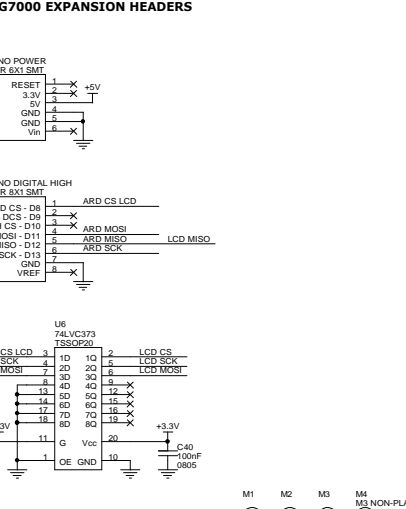 G7000 EXPANSION HEADERS
NO POWER
R 6X1 SMT
RESET 1
3.3V 2 +5V
5V 3
GND 4
GND 5
Vin 6
NO DIGITAL HIGH
R 8X1 SMT
D CS - D8 1 ARD CS LCD
DCS - D9 2
I CS - D10 3
MOSI - D11 4 ARD MOSI
MISO - D12 5 ARD MISO LCD MISO
SCK - D13 6 ARD SCK
GND 7
VREF 8
U6
74LVC373
TSSOP20
CS LCD 3 1D 1Q 2 LCD CS
SCK 4 2D 2Q 5 LCD SCK
MOSI 7 3D 3Q 6 LCD MOSI
8 4D 4Q 9
13 5D 5Q 12
14 6D 6Q 15
17 7D 7Q 16
18 8D 8Q 19
3V +3.3V
11 G Vcc 20
C40
100nF
0805
1 OE GND 10
M1 M2 M3 M4
M3 NON-PLA